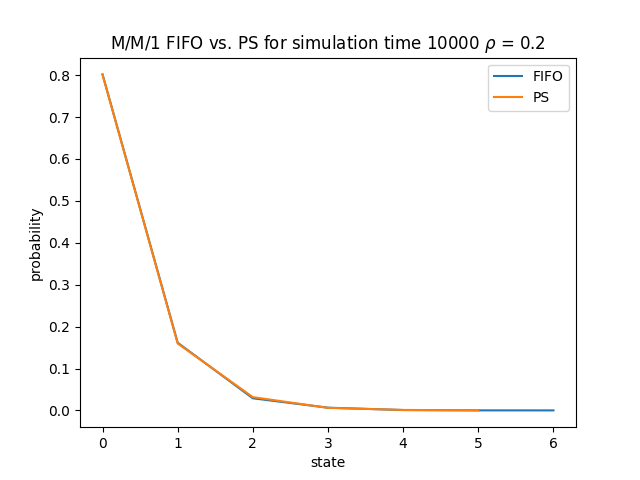 M/M/1 FIFO vs. PS for simulation time 10000 ρ = 0.2
FIFO
PS
probability
0.8
0.7
0.6
0.5
0.4
0.3
0.2
0.1
0.0
0 1 2 3 4 5 6
state